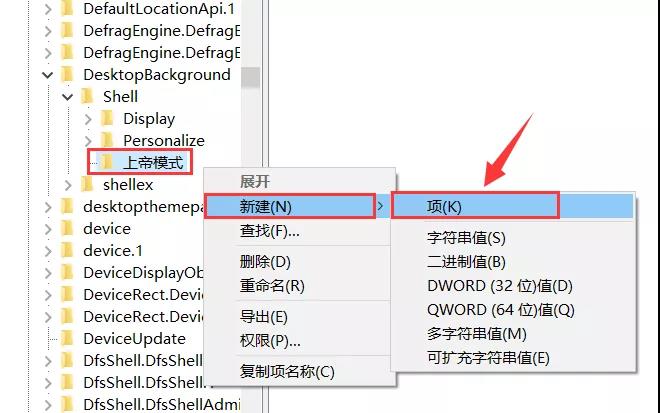 DefaultLocationApi.1
DefragEngine.DefragE
DefragEngine.DefragE
DesktopBackground
Shell
Display
Personalize
上帝模式
shellex
desktopthemepa
device
device.1
DeviceDisplayOb
DeviceRect.Devic
DeviceRect.Devic
DeviceUpdate
DfsShell.DfsShell
DfsShell.DfsShell.
DfsShell.DfsShellAdmi
展开
新建(N)
查找(F)...
删除(D)
重命名(R)
导出(E)
权限(P)...
复制项名称(C)
项(K)
字符串值(S)
二进制值(B)
DWORD (32 位)值(D)
QWORD (64 位)值(Q)
多字符串值(M)
可扩充字符串值(E)